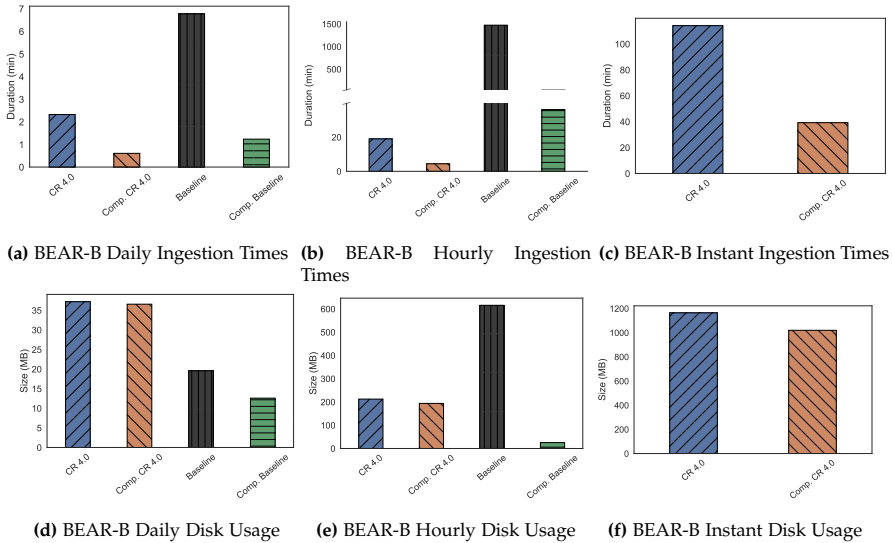 7
6
5
4
3
2
1
0
Duration (min)
CR 4.0
Comp. CR 4.0
Baseline
Comp. Baseline
(a) BEAR-B Daily Ingestion Times
1500
1000
500
20
0
Duration (min)
CR 4.0
Comp. CR 4.0
Baseline
Comp. Baseline
(b) BEAR-B Hourly Ingestion
Times
100
80
60
40
20
0
Duration (min)
CR 4.0
Comp. CR 4.0
(c) BEAR-B Instant Ingestion Times
35
30
25
20
15
10
5
0
Size (MB)
CR 4.0
Comp. CR 4.0
Baseline
Comp. Baseline
(d) BEAR-B Daily Disk Usage
600
500
400
300
200
100
0
Size (MB)
CR 4.0
Comp. CR 4.0
Baseline
Comp. Baseline
(e) BEAR-B Hourly Disk Usage
1200
1000
800
600
400
200
0
Size (MB)
CR 4.0
Comp. CR 4.0
(f) BEAR-B Instant Disk Usage